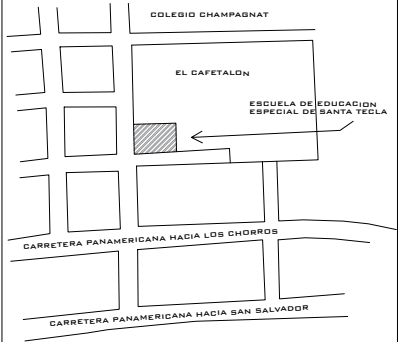 COLEGIO CHAMPAGNAT
EL CAFETALON
ESCUELA DE EDUCACION
ESPECIAL DE SANTA TECLA
CARRETERA PANAMERICANA HACIA LOS CHORROS
CARRETERA PANAMERICANA HACIA SAN SALVADOR